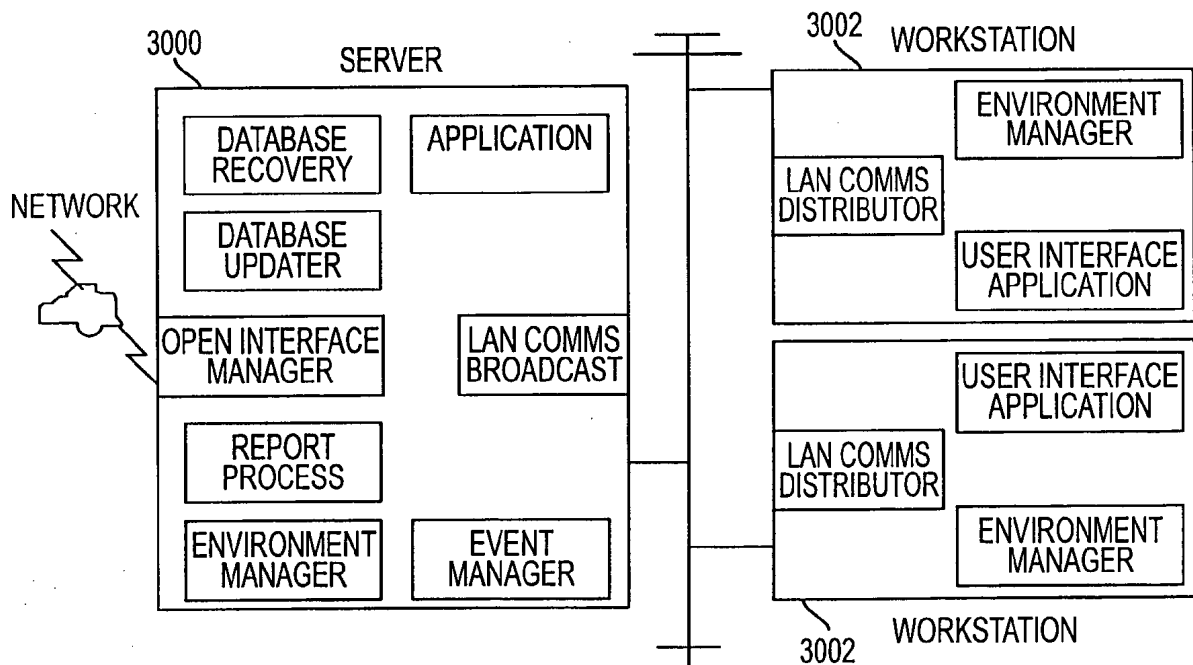 3000
SERVER
DATABASE
RECOVERY
APPLICATION
NETWORK
DATABASE
UPDATER
OPEN INTERFACE
MANAGER
LAN COMMS
BROADCAST
REPORT
PROCESS
ENVIRONMENT
MANAGER
EVENT
MANAGER
3002
WORKSTATION
ENVIRONMENT
MANAGER
LAN COMMS
DISTRIBUTOR
USER INTERFACE
APPLICATION
USER INTERFACE
APPLICATION
LAN COMMS
DISTRIBUTOR
ENVIRONMENT
MANAGER
3002
WORKSTATION